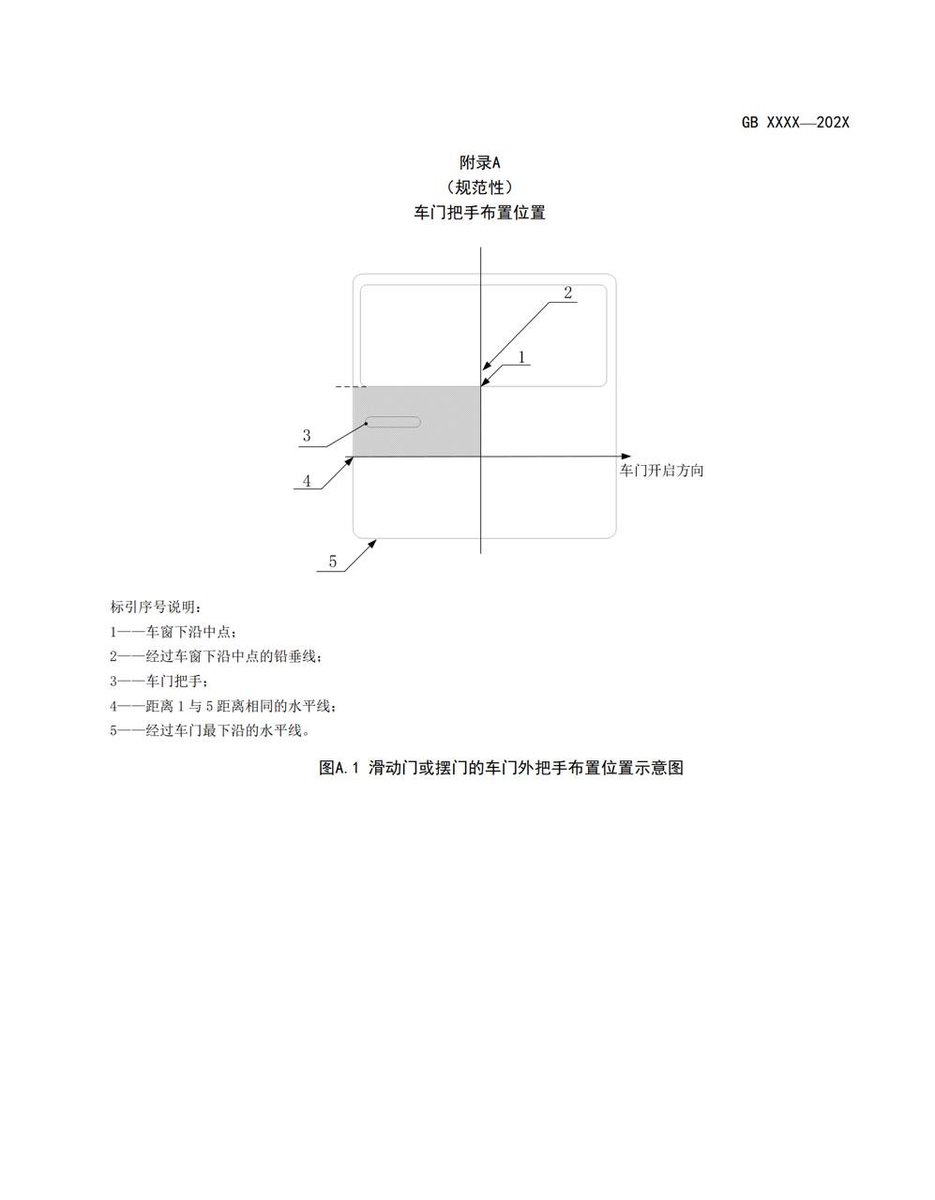 GB XXXX—202X
附录A
（规范性）
车门把手布置位置
2
1
3
车门开启方向
4
5
标引序号说明：
1——车窗下沿中点；
2——经过车窗下沿中点的铅垂线；
3——车门把手；
4——距离 1 与 5 距离相同的水平线；
5——经过车门最下沿的水平线。
图A.1 滑动门或摆门的车门外把手布置位置示意图